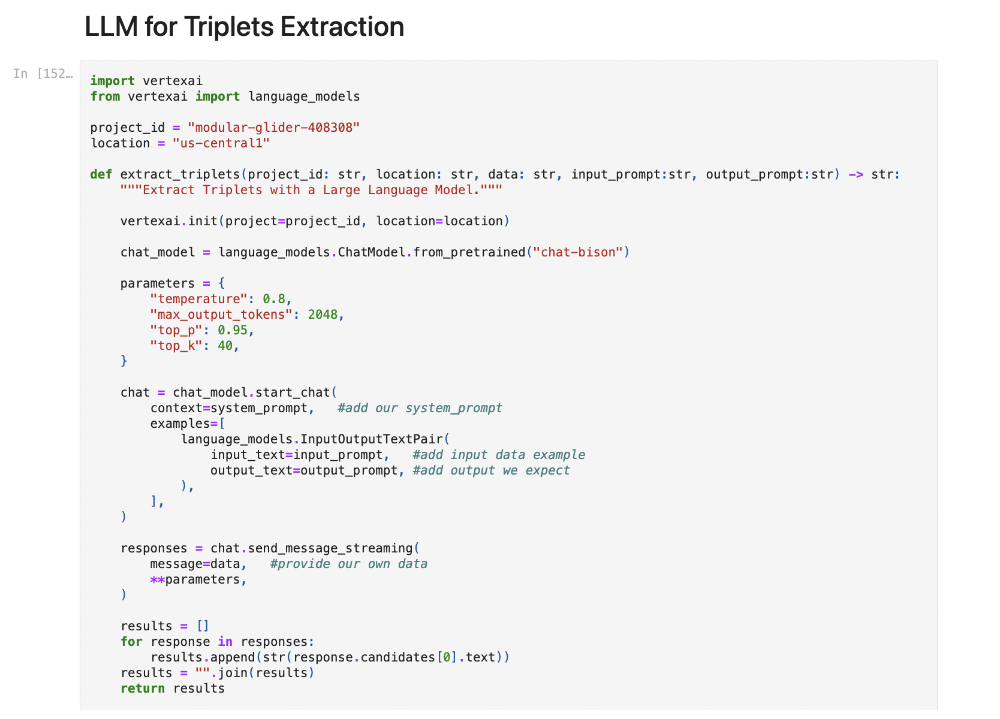 LLM for Triplets Extraction
In [152…
import vertexai
from vertexai import language_models

project_id = "modular-glider-408308"
location = "us-central1"

def extract_triplets(project_id: str, location: str, data: str, input_prompt:str, output_prompt:str) -> str:
    """Extract Triplets with a Large Language Model."""

    vertexai.init(project=project_id, location=location)

    chat_model = language_models.ChatModel.from_pretrained("chat-bison")

    parameters = {
        "temperature": 0.8,
        "max_output_tokens": 2048,
        "top_p": 0.95,
        "top_k": 40,
    }

    chat = chat_model.start_chat(
        context=system_prompt,   #add our system_prompt
        examples=[
            language_models.InputOutputTextPair(
                input_text=input_prompt,   #add input data example
                output_text=output_prompt, #add output we expect
            ),
        ],
    )

    responses = chat.send_message_streaming(
        message=data,   #provide our own data
        **parameters,
    )

    results = []
    for response in responses:
        results.append(str(response.candidates[0].text))
    results = "".join(results)
    return results